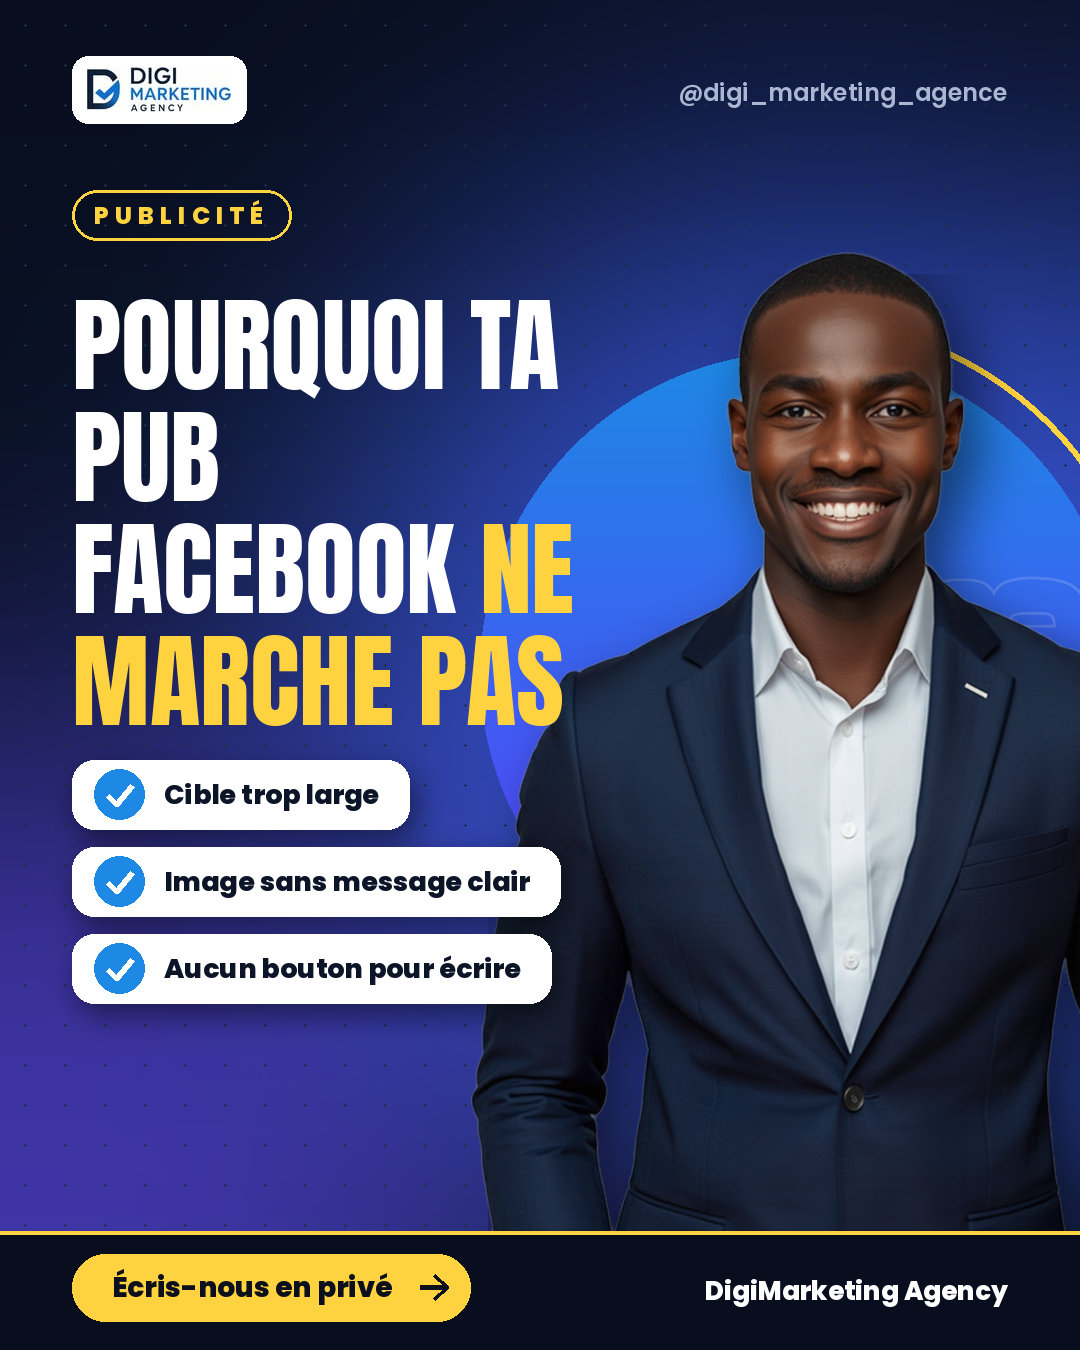 DIGI
MARKETING
AGENCY
@digi_marketing_agence
PUBLICITÉ
POURQUOI TA
PUB
FACEBOOK NE
MARCHE PAS
Cible trop large
Image sans message clair
Aucun bouton pour écrire
Écris-nous en privé
DigiMarketing Agency